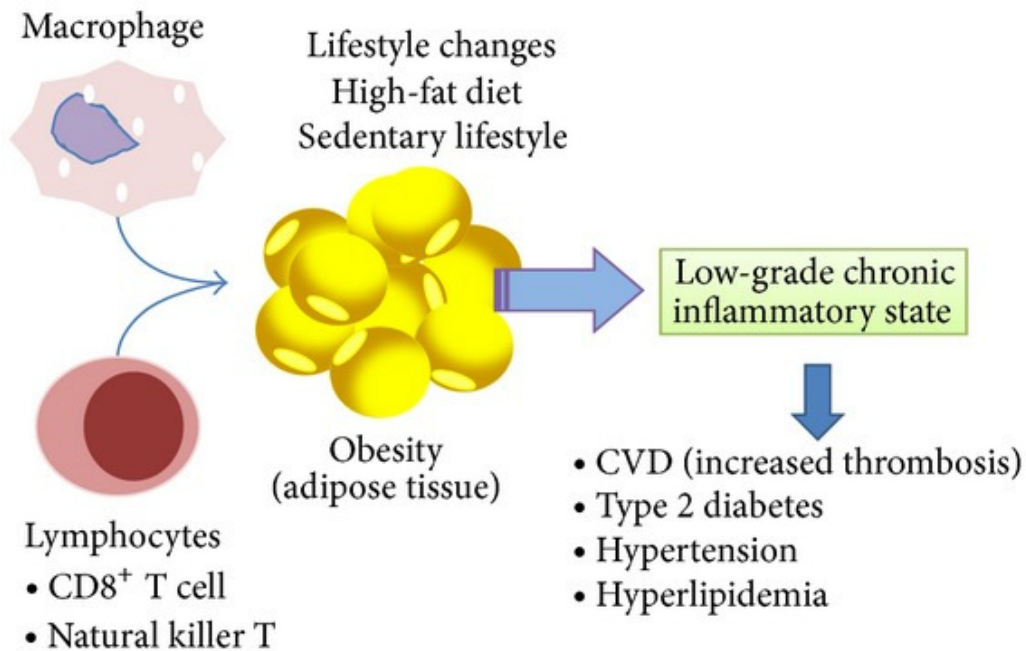 Macrophage
Lifestyle changes
High-fat diet
Sedentary lifestyle
Low-grade chronic
inflammatory state
Obesity
(adipose tissue)
Lymphocytes
• CD8⁺ T cell
• Natural killer T
• CVD (increased thrombosis)
• Type 2 diabetes
• Hypertension
• Hyperlipidemia